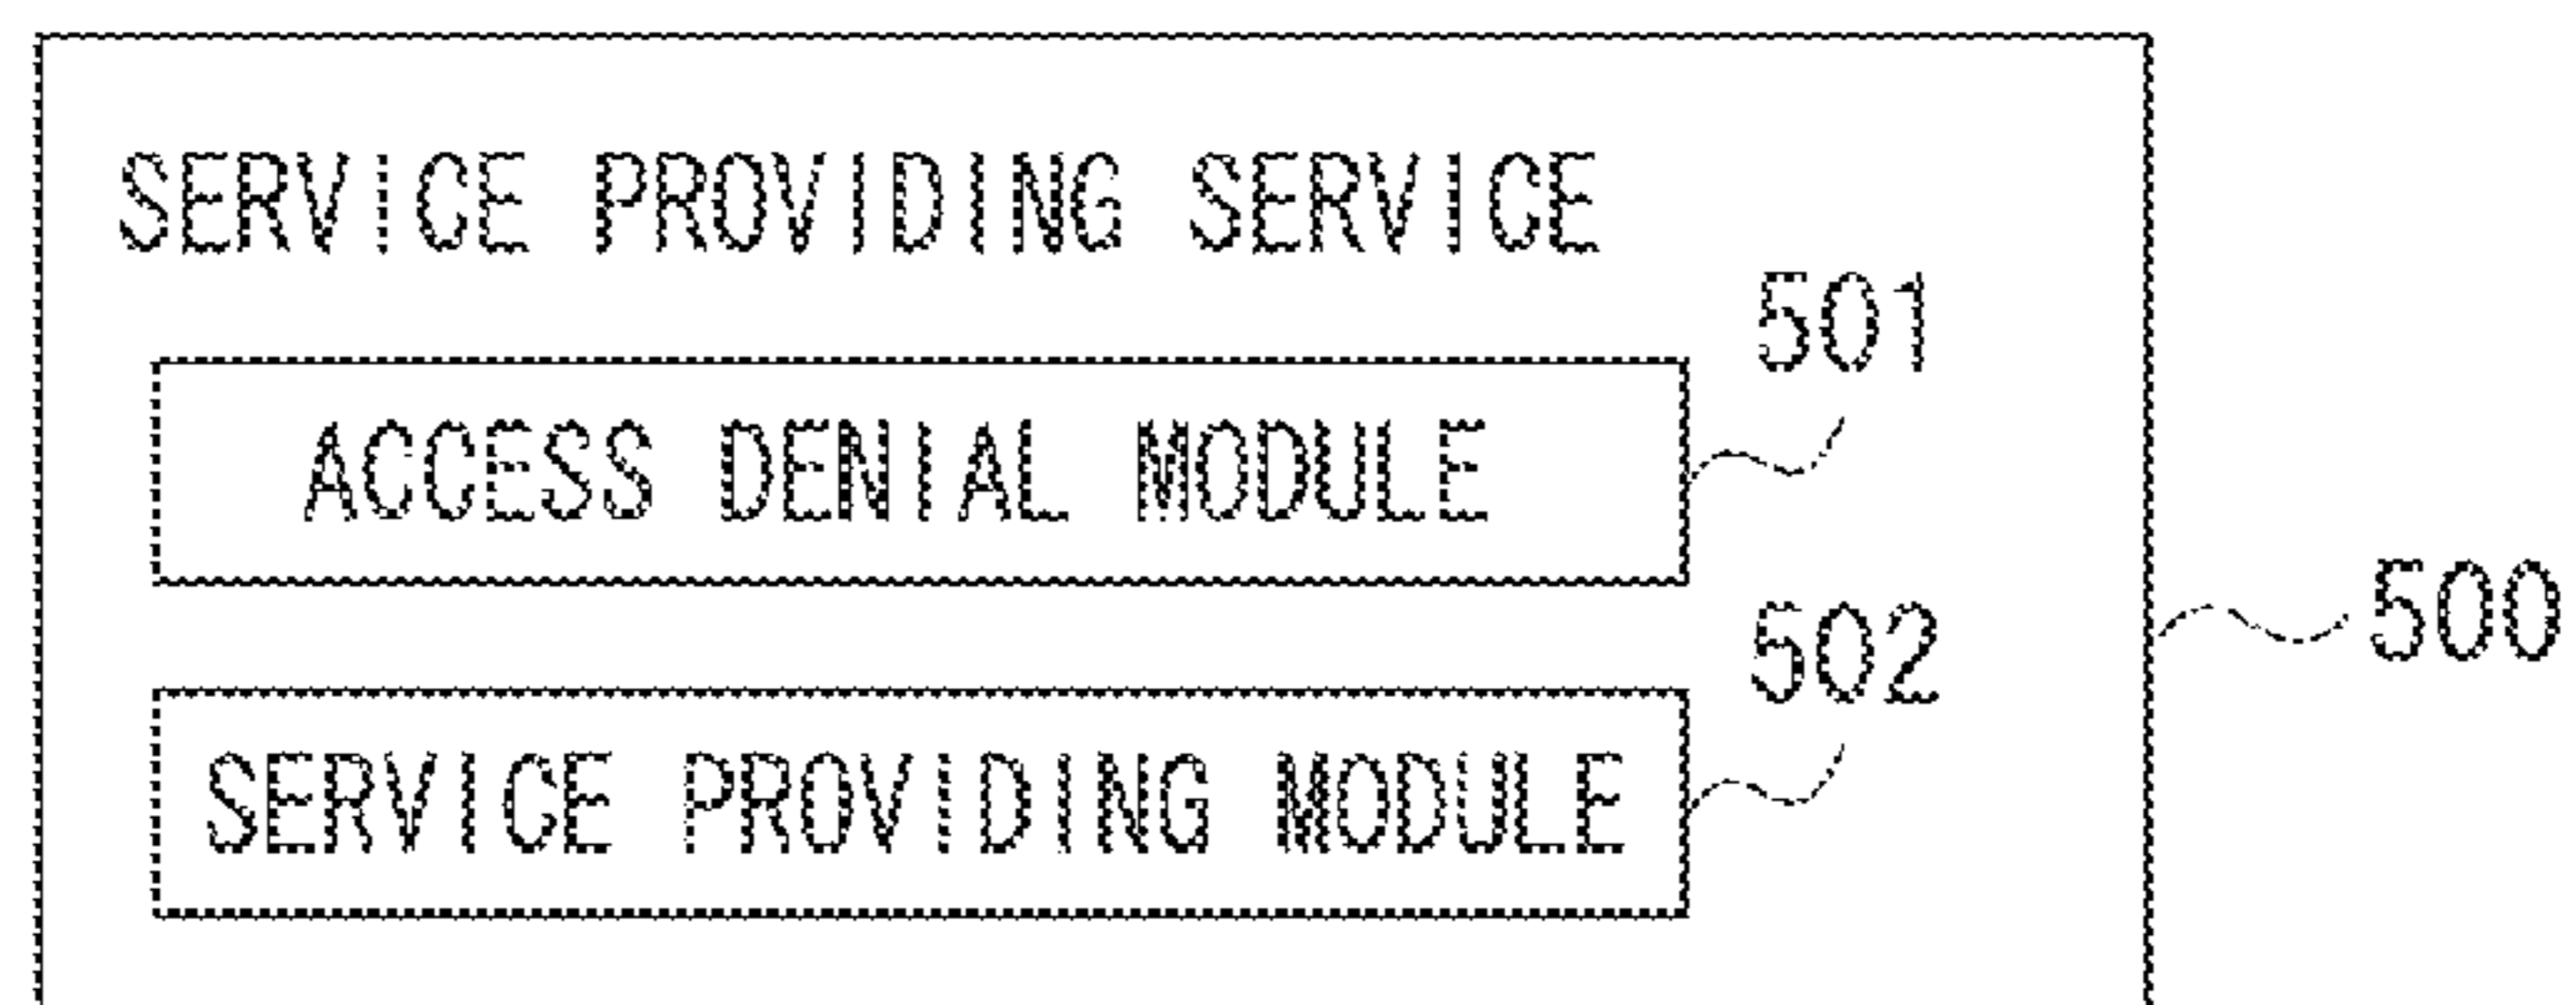 SERVICE PROVIDING SERVICE
501
ACCESS DENIAL MODULE
500
502
SERVICE PROVIDING MODULE